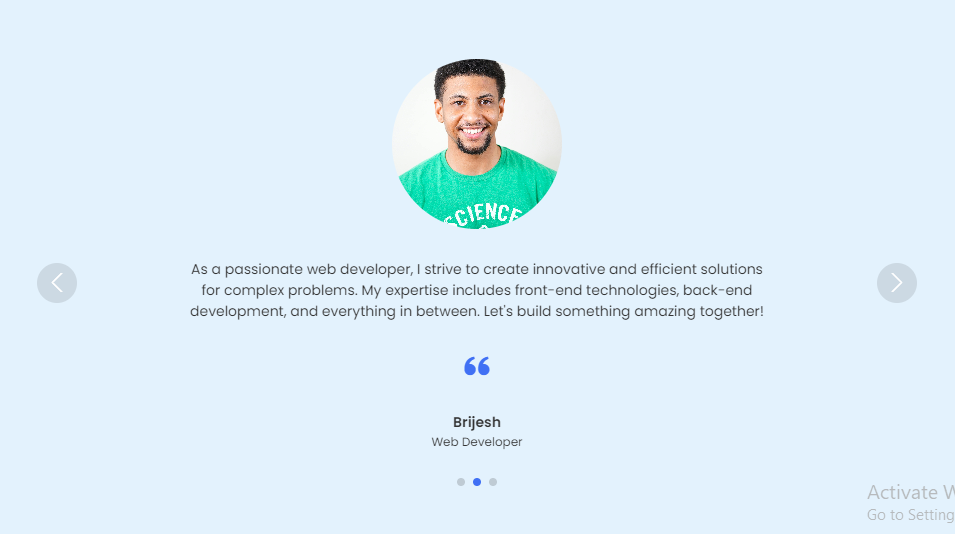 SCIENCE
As a passionate web developer, I strive to create innovative and efficient solutions
for complex problems. My expertise includes front-end technologies, back-end
development, and everything in between. Let's build something amazing together!
“
Brijesh
Web Developer
Activate W
Go to Setting